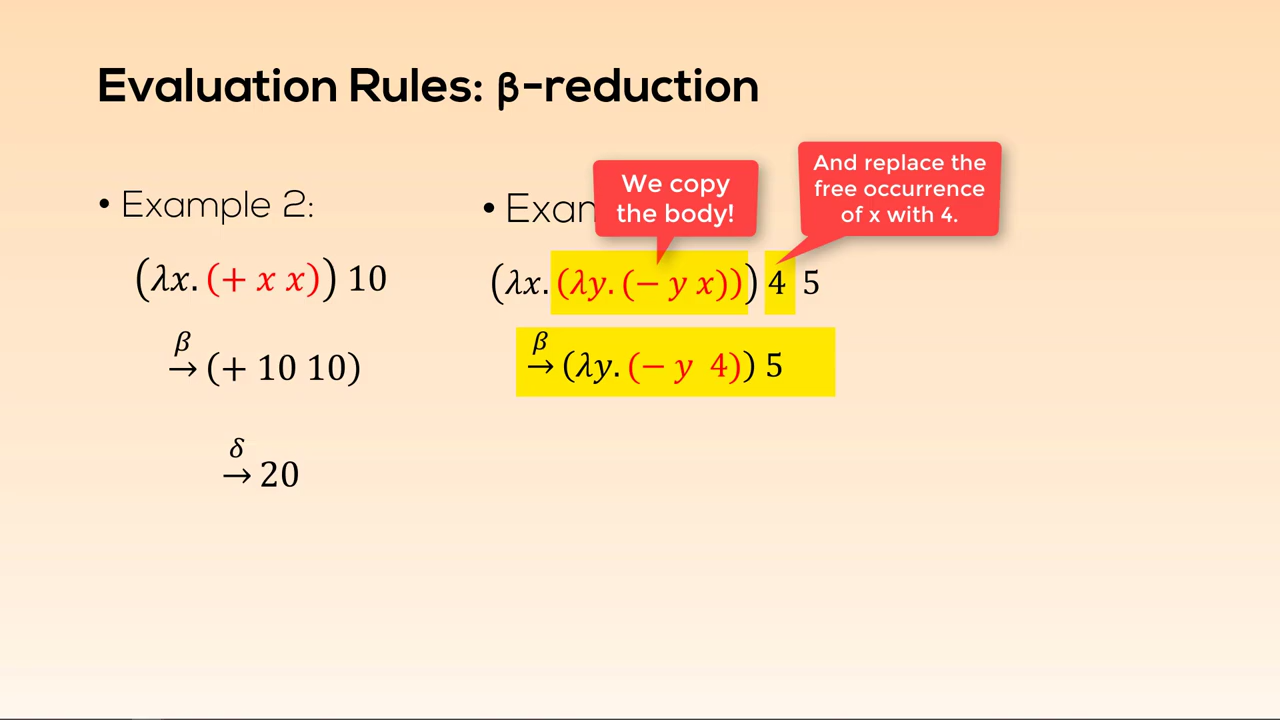 Evaluation Rules: β-reduction
We copy
the body!
And replace the
free occurrence
of x with 4.
• Example 2:
(λx. (+ x x)) 10
β
→ (+ 10 10)
δ
→ 20
• Exam
(λx. (λy. (− y x))) 4 5
β
→ (λy. (− y 4)) 5